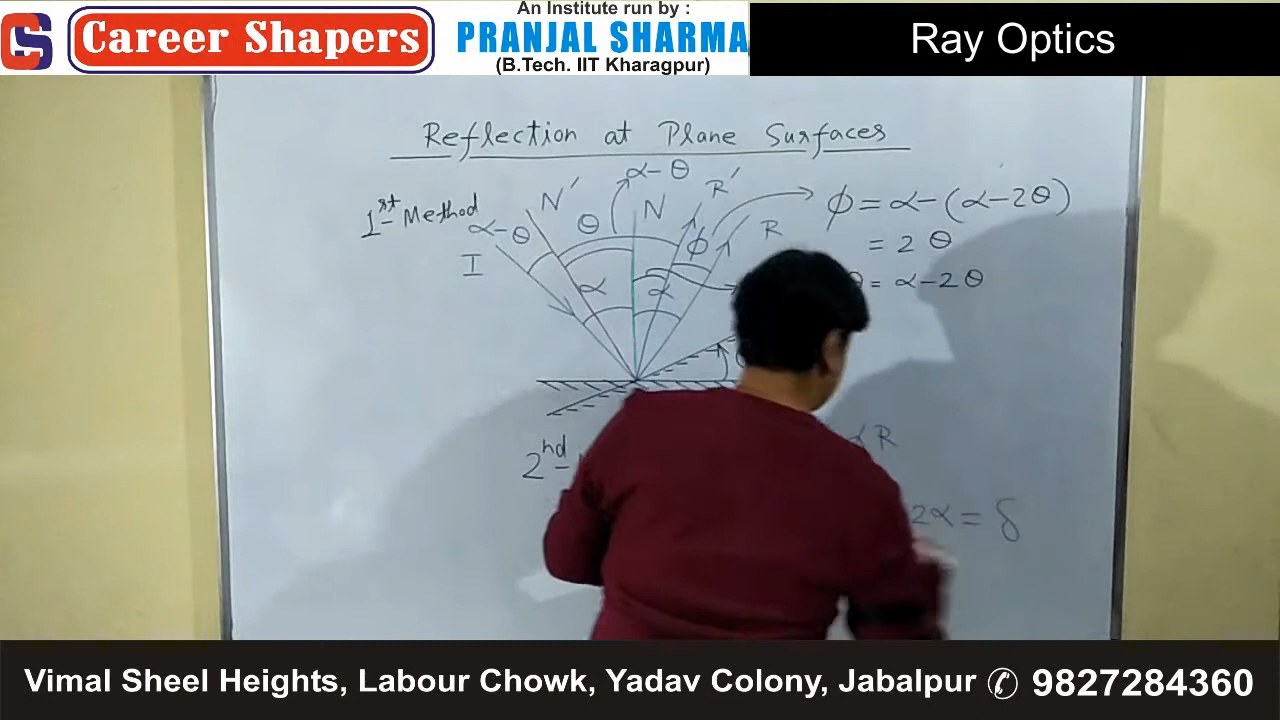 CS
Career Shapers
An Institute run by :
PRANJAL SHARMA
(B.Tech. IIT Kharagpur)
Ray Optics
Reflection at Plane Surfaces
1st Method
α-θ
I
N'
θ
α-θ
N
R'
ϕ
R
α
α
ϕ = α-(α-2θ)
= 2θ
= α-2θ
2nd
R
2α = δ
Vimal Sheel Heights, Labour Chowk, Yadav Colony, Jabalpur ✆ 9827284360